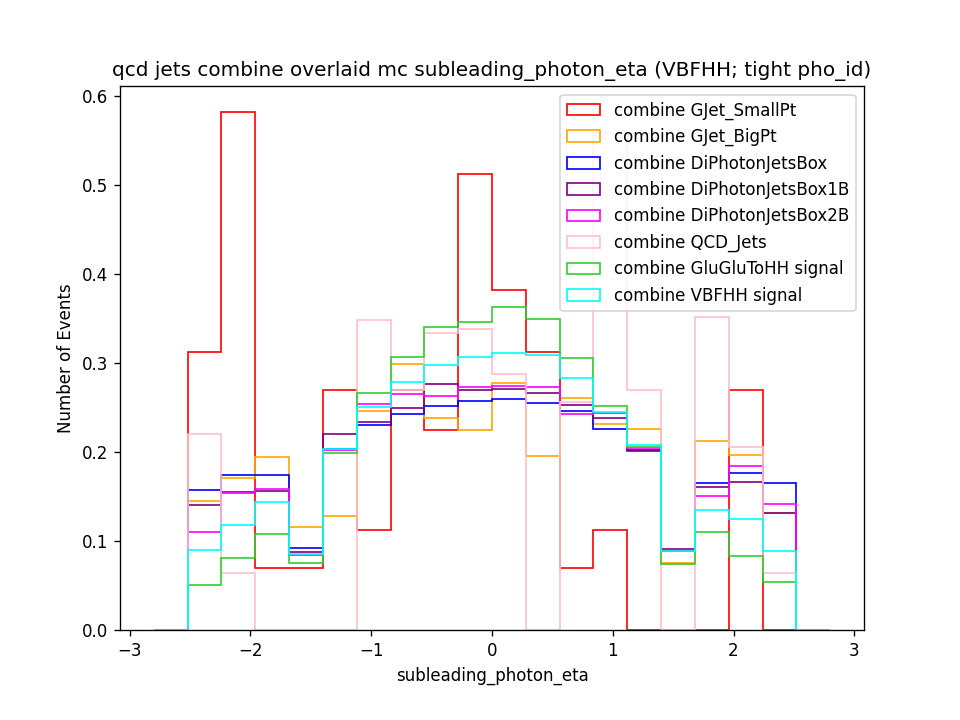 qcd jets combine overlaid mc subleading_photon_eta (VBFHH; tight pho_id)
0.6
0.5
0.4
0.3
0.2
0.1
0.0
Number of Events
combine GJet_SmallPt
combine GJet_BigPt
combine DiPhotonJetsBox
combine DiPhotonJetsBox1B
combine DiPhotonJetsBox2B
combine QCD_Jets
combine GluGluToHH signal
combine VBFHH signal
−3 −2 −1 0 1 2 3
subleading_photon_eta